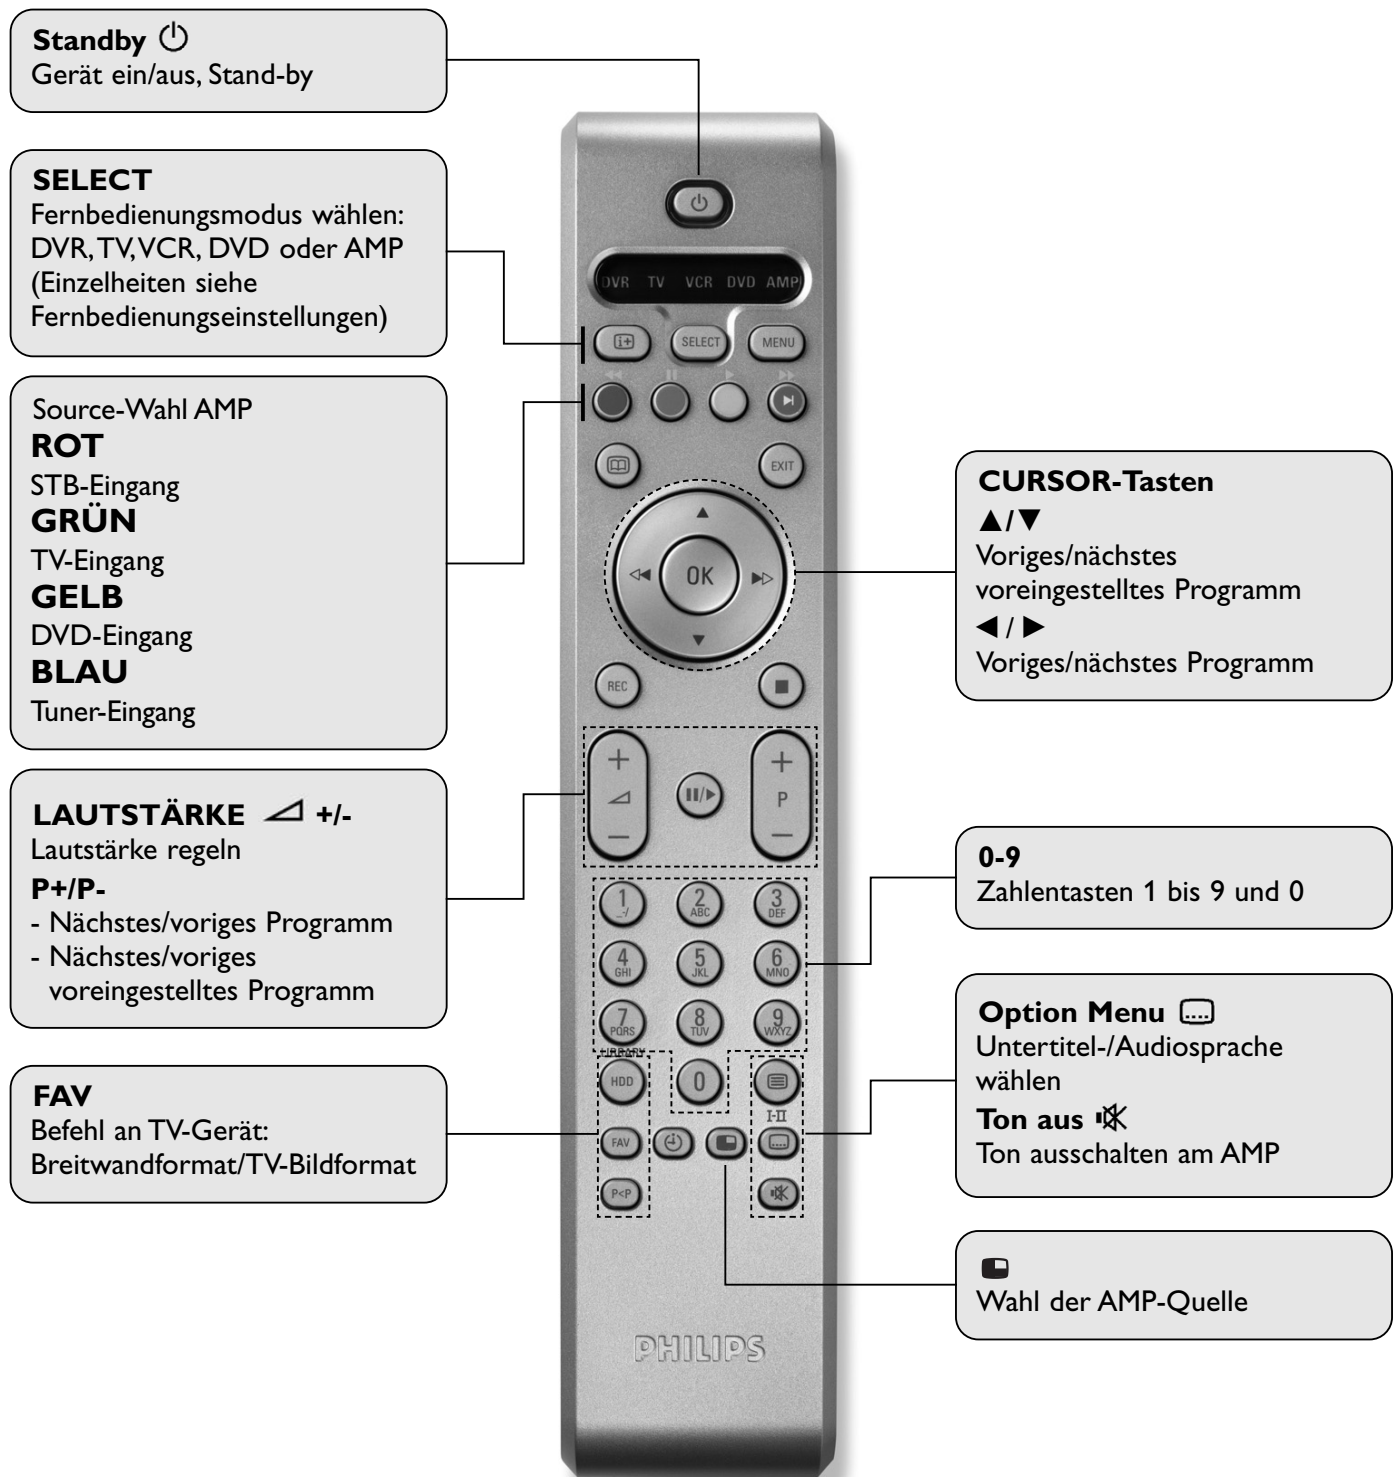 Standby ⏻
Gerät ein/aus, Stand-by
SELECT
Fernbedienungsmodus wählen:
DVR, TV, VCR, DVD oder AMP
(Einzelheiten siehe
Fernbedienungseinstellungen)
Source-Wahl AMP
ROT
STB-Eingang
GRÜN
TV-Eingang
GELB
DVD-Eingang
BLAU
Tuner-Eingang
LAUTSTÄRKE +/-
Lautstärke regeln
P+/P-
- Nächstes/voriges Programm
- Nächstes/voriges
voreingestelltes Programm
FAV
Befehl an TV-Gerät:
Breitwandformat/TV-Bildformat
DVR TV VCR DVD AMP
i+ SELECT MENU
EXIT
OK
REC
+ +
P
− −
1 _-/ 2 ABC 3 DEF
4 GHI 5 JKL 6 MNO
7 PQRS 8 TUV 9 WXYZ
LIBRARY
HDD 0
I-II
FAV
P<P
PHILIPS
CURSOR-Tasten
▲/▼
Voriges/nächstes
voreingestelltes Programm
◀ / ▶
Voriges/nächstes Programm
0-9
Zahlentasten 1 bis 9 und 0
Option Menu
Untertitel-/Audiosprache
wählen
Ton aus
Ton ausschalten am AMP
Wahl der AMP-Quelle